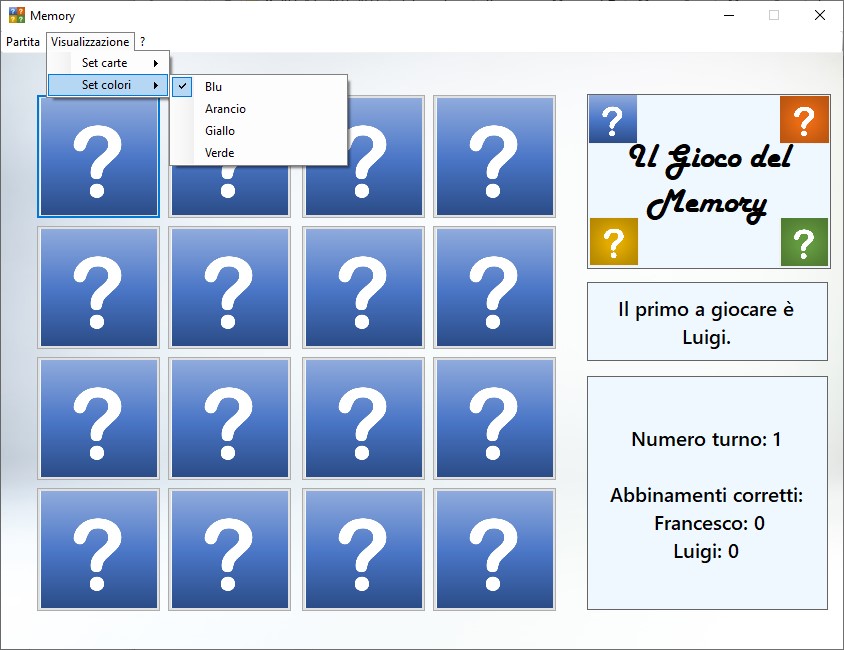 Memory
Partita Visualizzazione ?
Set carte
Set colori
Blu
Arancio
Giallo
Verde
? ? ? ?
? ? ? ?
? ? ? ?
? ? ? ?
? ?
Il Gioco del
Memory
? ?
Il primo a giocare è
Luigi.
Numero turno: 1
Abbinamenti corretti:
Francesco: 0
Luigi: 0